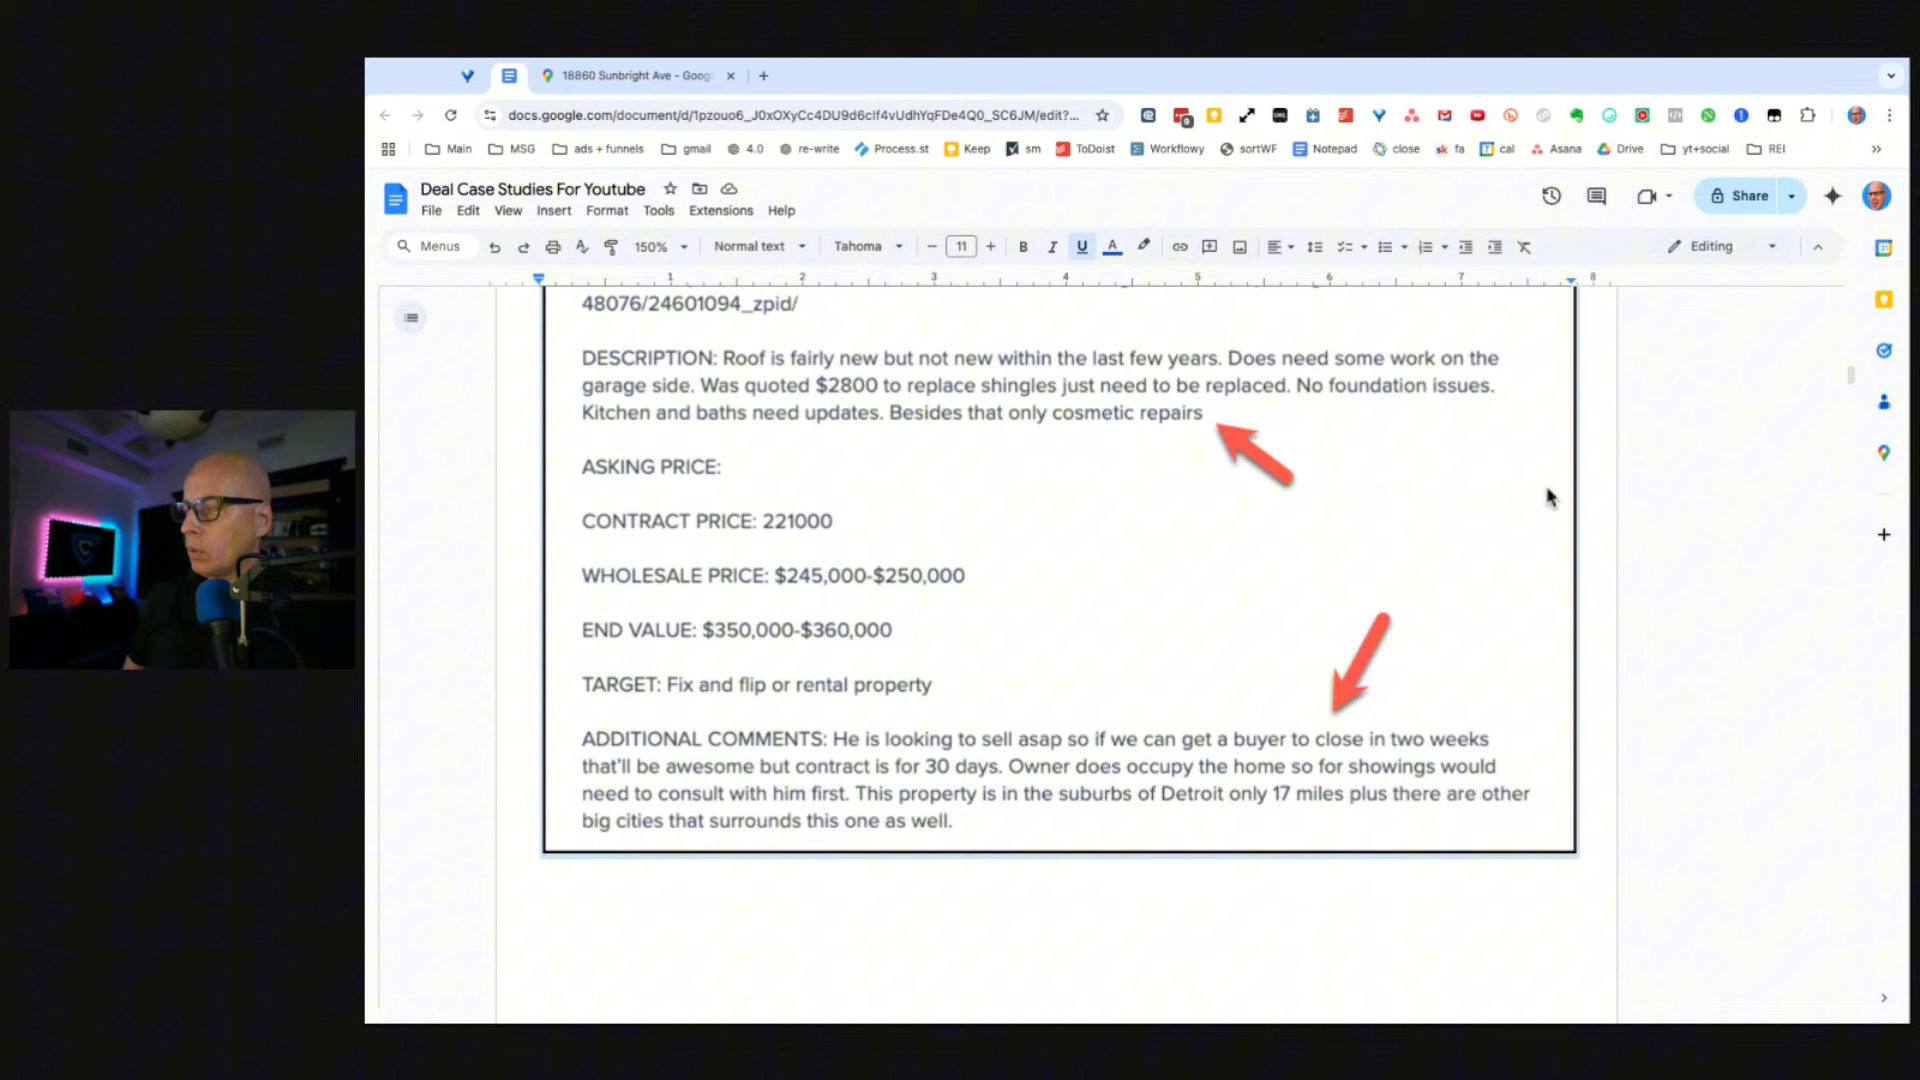 18860 Sunbright Ave - Goog
docs.google.com/document/d/1pzouo6_J0xOXyCc4DU9d6clf4vUdhYqFDe4Q0_SC6JM/edit?...
Main MSG ads + funnels gmail 4.0 re-write Process.st Keep sm ToDoist Workflowy sortWF Notepad close sk fa cal Asana Drive yt+social REI
Deal Case Studies For Youtube
Share
File Edit View Insert Format Tools Extensions Help
Menus 150% Normal text Tahoma 11 Editing
1 2 3 4 5 6 7 8
48076/24601094_zpid/
DESCRIPTION: Roof is fairly new but not new within the last few years. Does need some work on the
garage side. Was quoted $2800 to replace shingles just need to be replaced. No foundation issues.
Kitchen and baths need updates. Besides that only cosmetic repairs
ASKING PRICE:
CONTRACT PRICE: 221000
WHOLESALE PRICE: $245,000-$250,000
END VALUE: $350,000-$360,000
TARGET: Fix and flip or rental property
ADDITIONAL COMMENTS: He is looking to sell asap so if we can get a buyer to close in two weeks
that'll be awesome but contract is for 30 days. Owner does occupy the home so for showings would
need to consult with him first. This property is in the suburbs of Detroit only 17 miles plus there are other
big cities that surrounds this one as well.